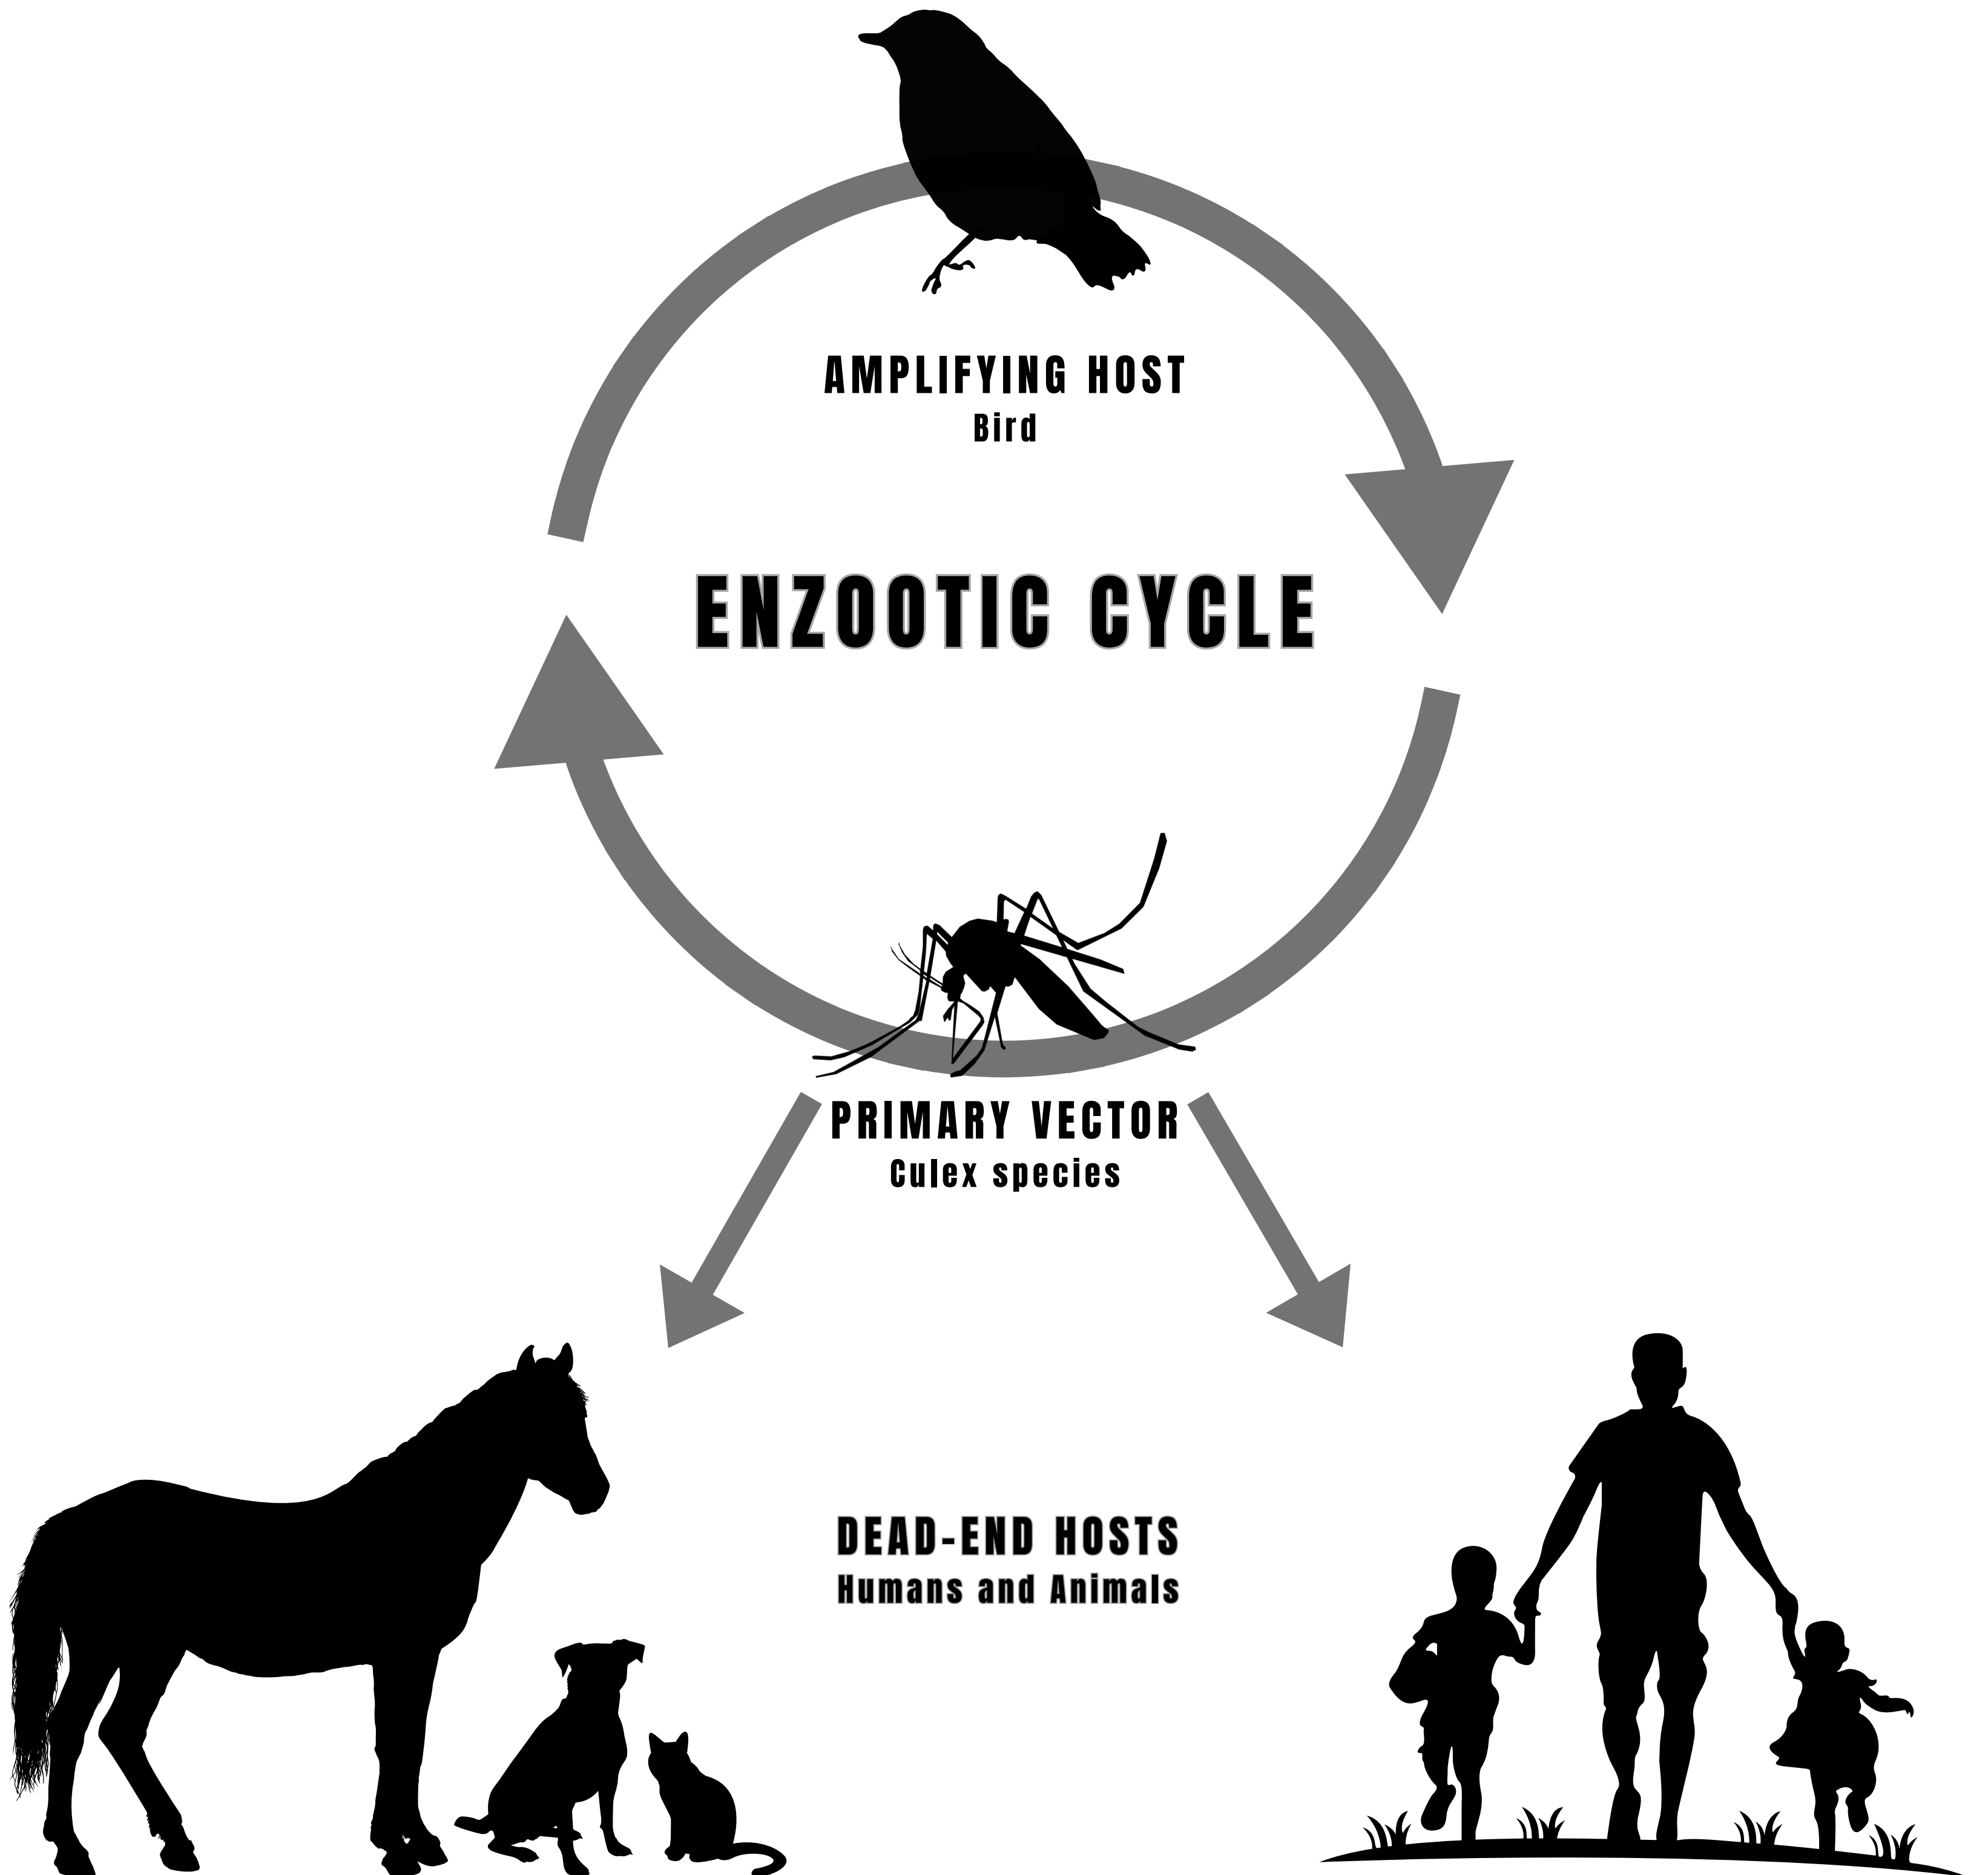 AMPLIFYING HOST
Bird
ENZOOTIC CYCLE
PRIMARY VECTOR
Culex species
DEAD-END HOSTS
Humans and Animals